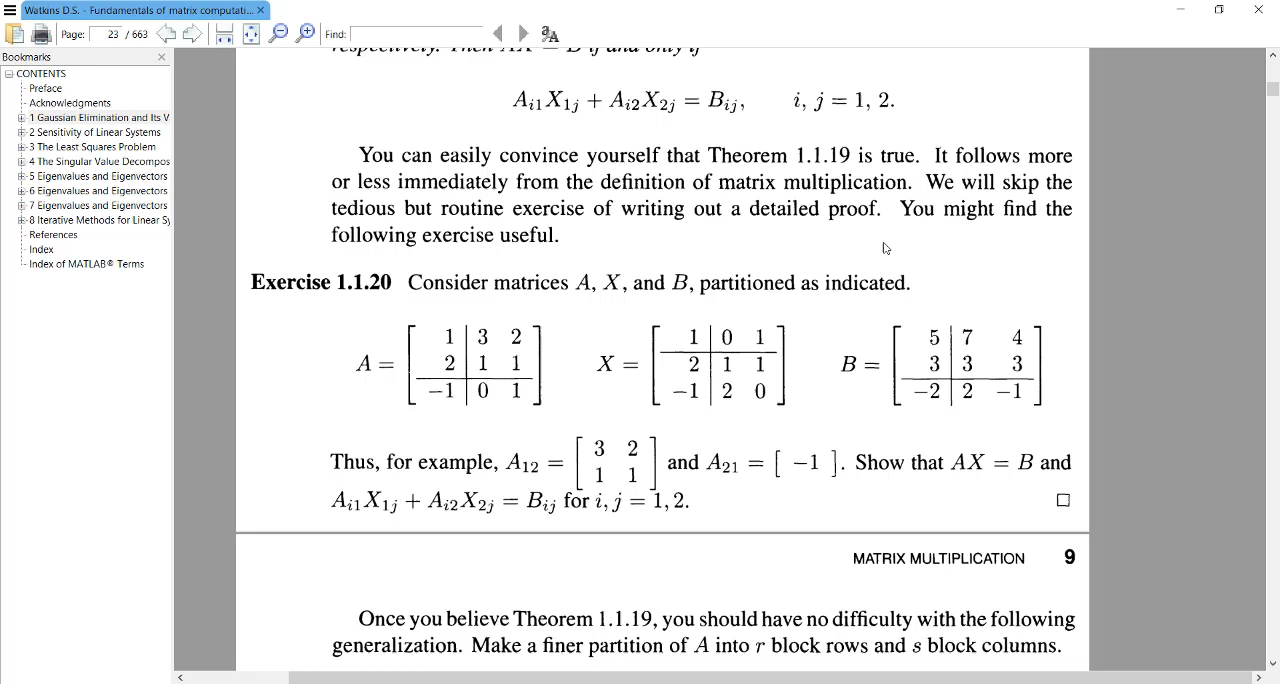 Watkins D.S. - Fundamentals of matrix computati...
Page: 23 / 663 Find:
Bookmarks
CONTENTS
Preface
Acknowledgments
1 Gaussian Elimination and Its V
2 Sensitivity of Linear Systems
3 The Least Squares Problem
4 The Singular Value Decompos
5 Eigenvalues and Eigenvectors
6 Eigenvalues and Eigenvectors
7 Eigenvalues and Eigenvectors
8 Iterative Methods for Linear Sy
References
Index
Index of MATLAB® Terms
respectively. Then AX = B if and only if
A_{i1}X_{1j} + A_{i2}X_{2j} = B_{ij}, i, j = 1, 2.
You can easily convince yourself that Theorem 1.1.19 is true. It follows more
or less immediately from the definition of matrix multiplication. We will skip the
tedious but routine exercise of writing out a detailed proof. You might find the
following exercise useful.
Exercise 1.1.20 Consider matrices A, X, and B, partitioned as indicated.
A = [ 1 | 3 2 ; 2 | 1 1 ; -1 | 0 1 ] X = [ 1 | 0 1 ; 2 | 1 1 ; -1 | 2 0 ] B = [ 5 | 7 4 ; 3 | 3 3 ; -2 | 2 -1 ]
Thus, for example, A_{12} = [ 3 2 ; 1 1 ] and A_{21} = [ -1 ]. Show that AX = B and
A_{i1}X_{1j} + A_{i2}X_{2j} = B_{ij} for i, j = 1, 2. □
MATRIX MULTIPLICATION 9
Once you believe Theorem 1.1.19, you should have no difficulty with the following
generalization. Make a finer partition of A into r block rows and s block columns.